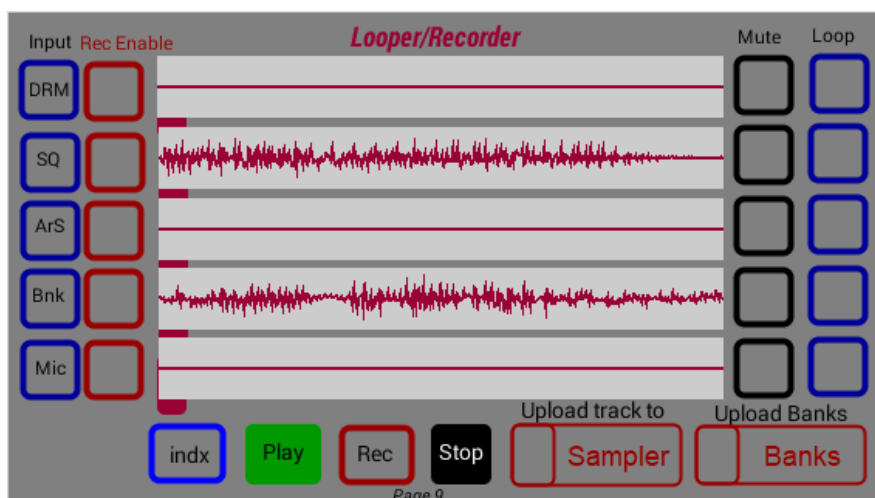 Looper/Recorder
Input Rec Enable Mute Loop
DRM
SQ
ArS
Bnk
Mic
Upload track to Upload Banks
indx Play Rec Stop Sampler Banks
Page 9